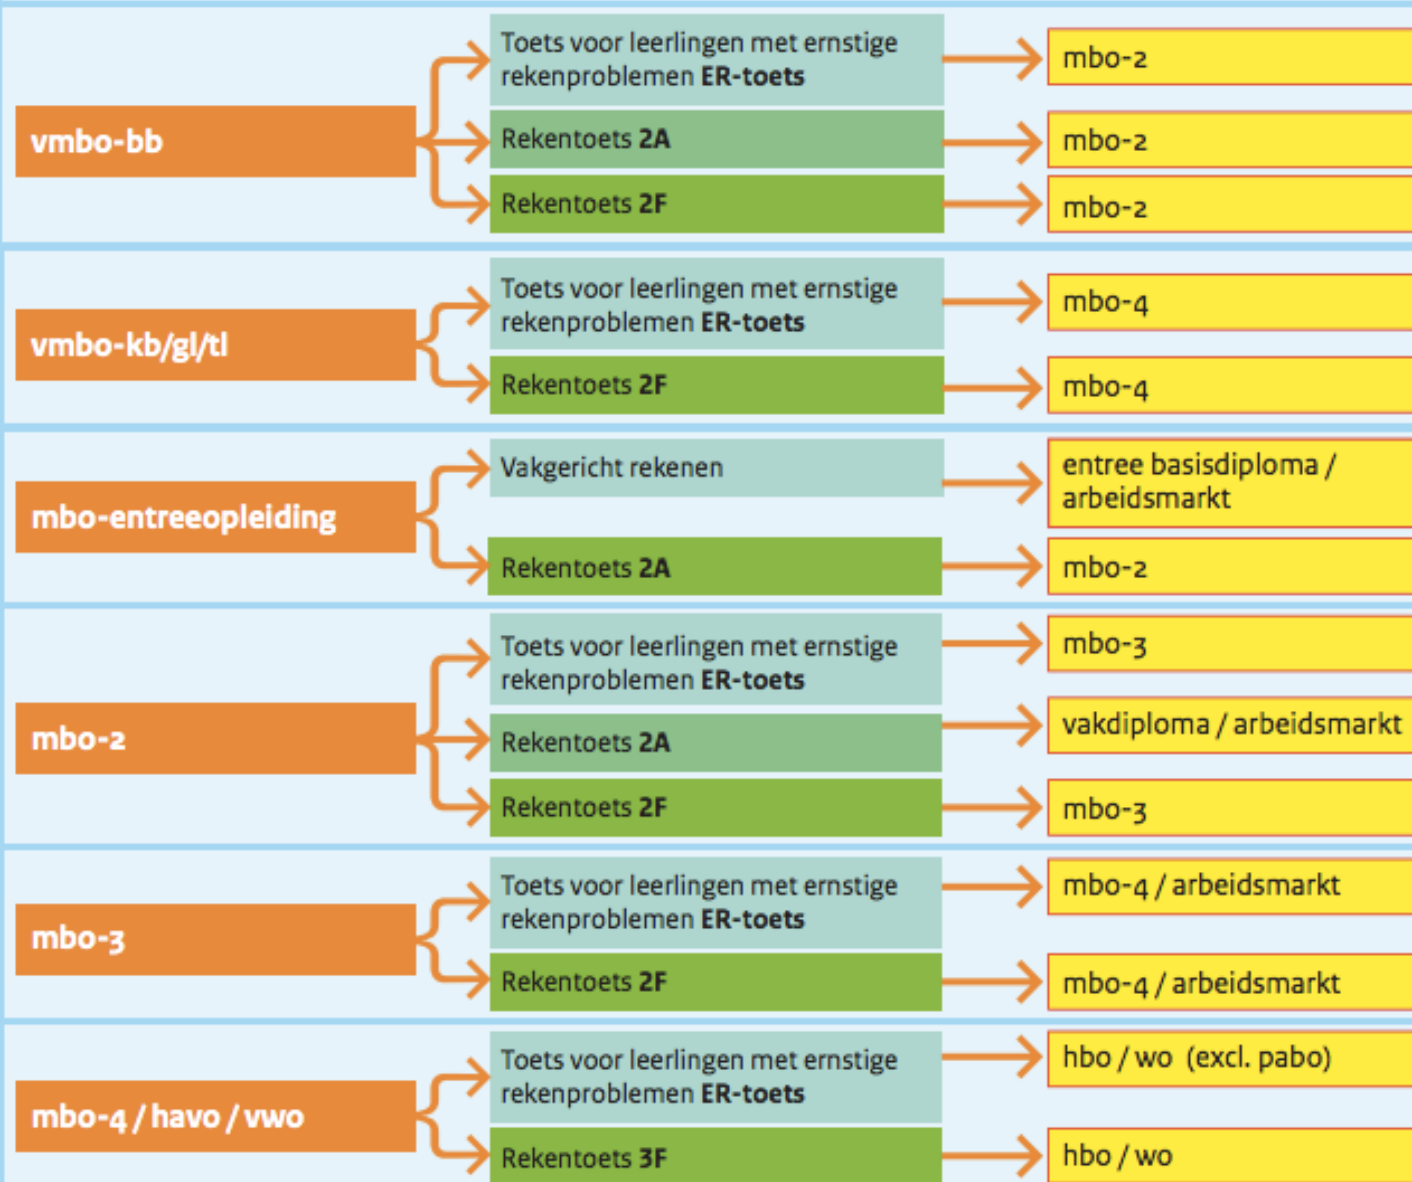 vmbo-bb
Toets voor leerlingen met ernstige
rekenproblemen ER-toets
mbo-2
Rekentoets 2A
mbo-2
Rekentoets 2F
mbo-2
vmbo-kb/gl/tl
Toets voor leerlingen met ernstige
rekenproblemen ER-toets
mbo-4
Rekentoets 2F
mbo-4
mbo-entreeopleiding
Vakgericht rekenen
entree basisdiploma /
arbeidsmarkt
Rekentoets 2A
mbo-2
mbo-2
Toets voor leerlingen met ernstige
rekenproblemen ER-toets
mbo-3
Rekentoets 2A
vakdiploma / arbeidsmarkt
Rekentoets 2F
mbo-3
mbo-3
Toets voor leerlingen met ernstige
rekenproblemen ER-toets
mbo-4 / arbeidsmarkt
Rekentoets 2F
mbo-4 / arbeidsmarkt
mbo-4 / havo / vwo
Toets voor leerlingen met ernstige
rekenproblemen ER-toets
hbo / wo (excl. pabo)
Rekentoets 3F
hbo / wo